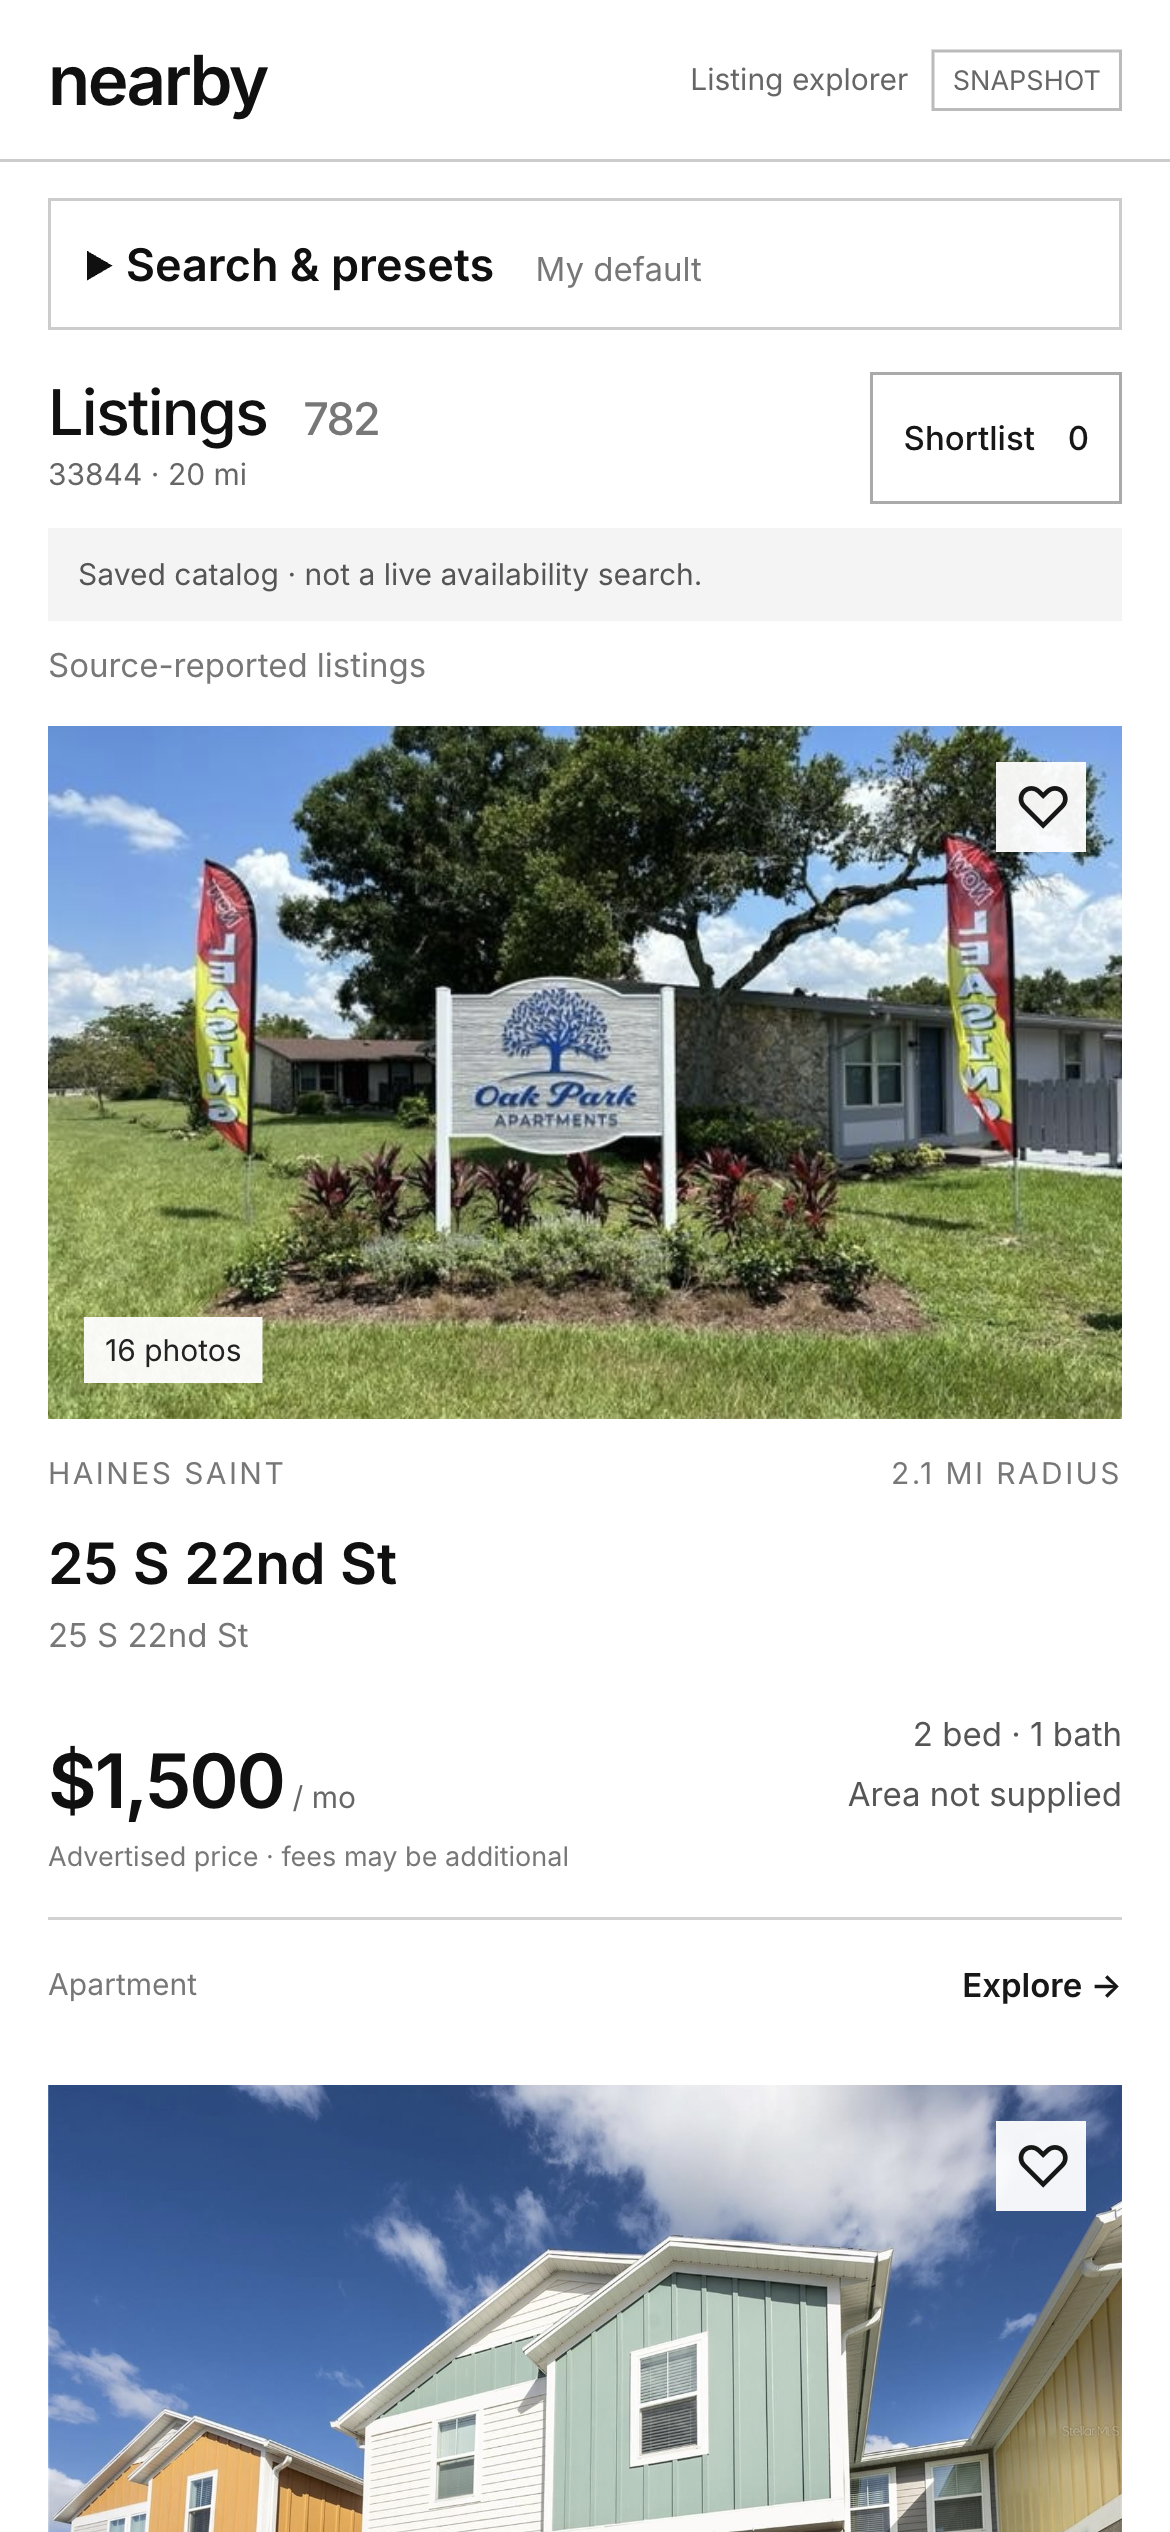 nearby
Listing explorer
SNAPSHOT
▶ Search & presets My default
Listings 782
33844 · 20 mi
Shortlist 0
Saved catalog · not a live availability search.
Source-reported listings
NOW LEASING
Oak Park
APARTMENTS
NOW LEASING
16 photos
HAINES SAINT
2.1 MI RADIUS
25 S 22nd St
25 S 22nd St
2 bed · 1 bath
$1,500 / mo
Area not supplied
Advertised price · fees may be additional
Apartment
Explore →
Stellar MLS